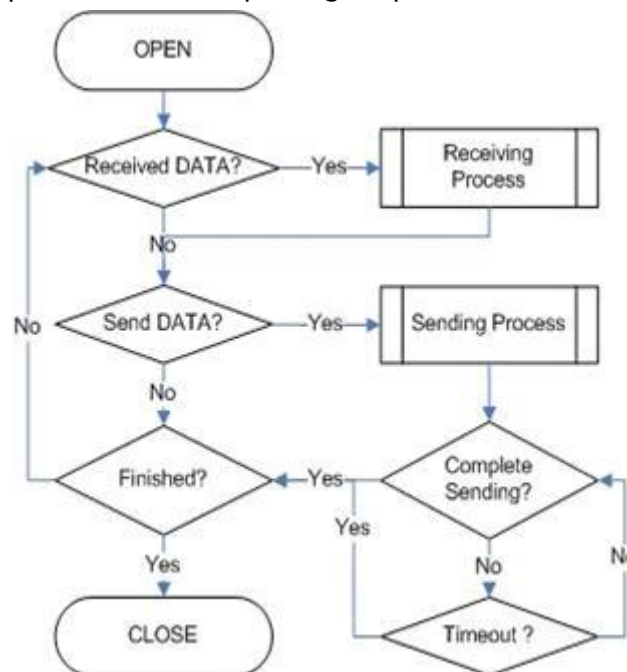 OPEN
Received DATA?
Yes
Receiving
Process
No
Send DATA?
Yes
Sending Process
No
No
Finished?
Yes
Complete
Sending?
Yes
No
No
Yes
CLOSE
Timeout ?